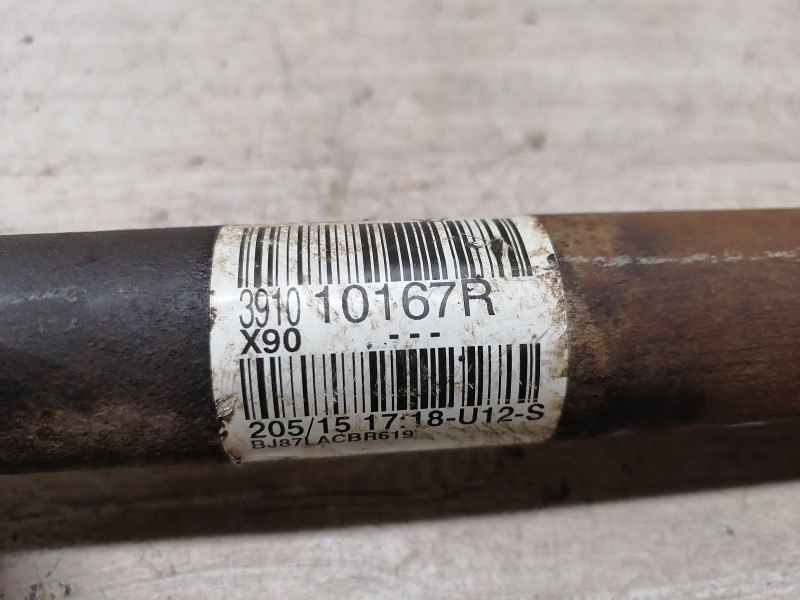 3910 10167R
X90 ---
205/15 17:18-U12-S
BJ87LACBR619